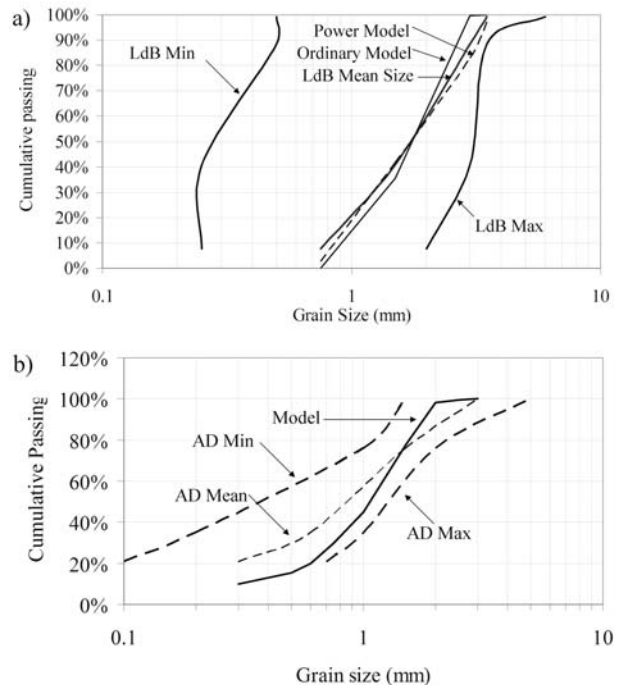 a)
100%
90%
80%
70%
60%
50%
40%
30%
20%
10%
0%
Cumulative passing
LdB Min
Power Model
Ordinary Model
LdB Mean Size
LdB Max
0.1
1
10
Grain Size (mm)
b)
120%
100%
80%
60%
40%
20%
0%
Cumulative Passing
Model
AD Min
AD Mean
AD Max
0.1
1
10
Grain size (mm)